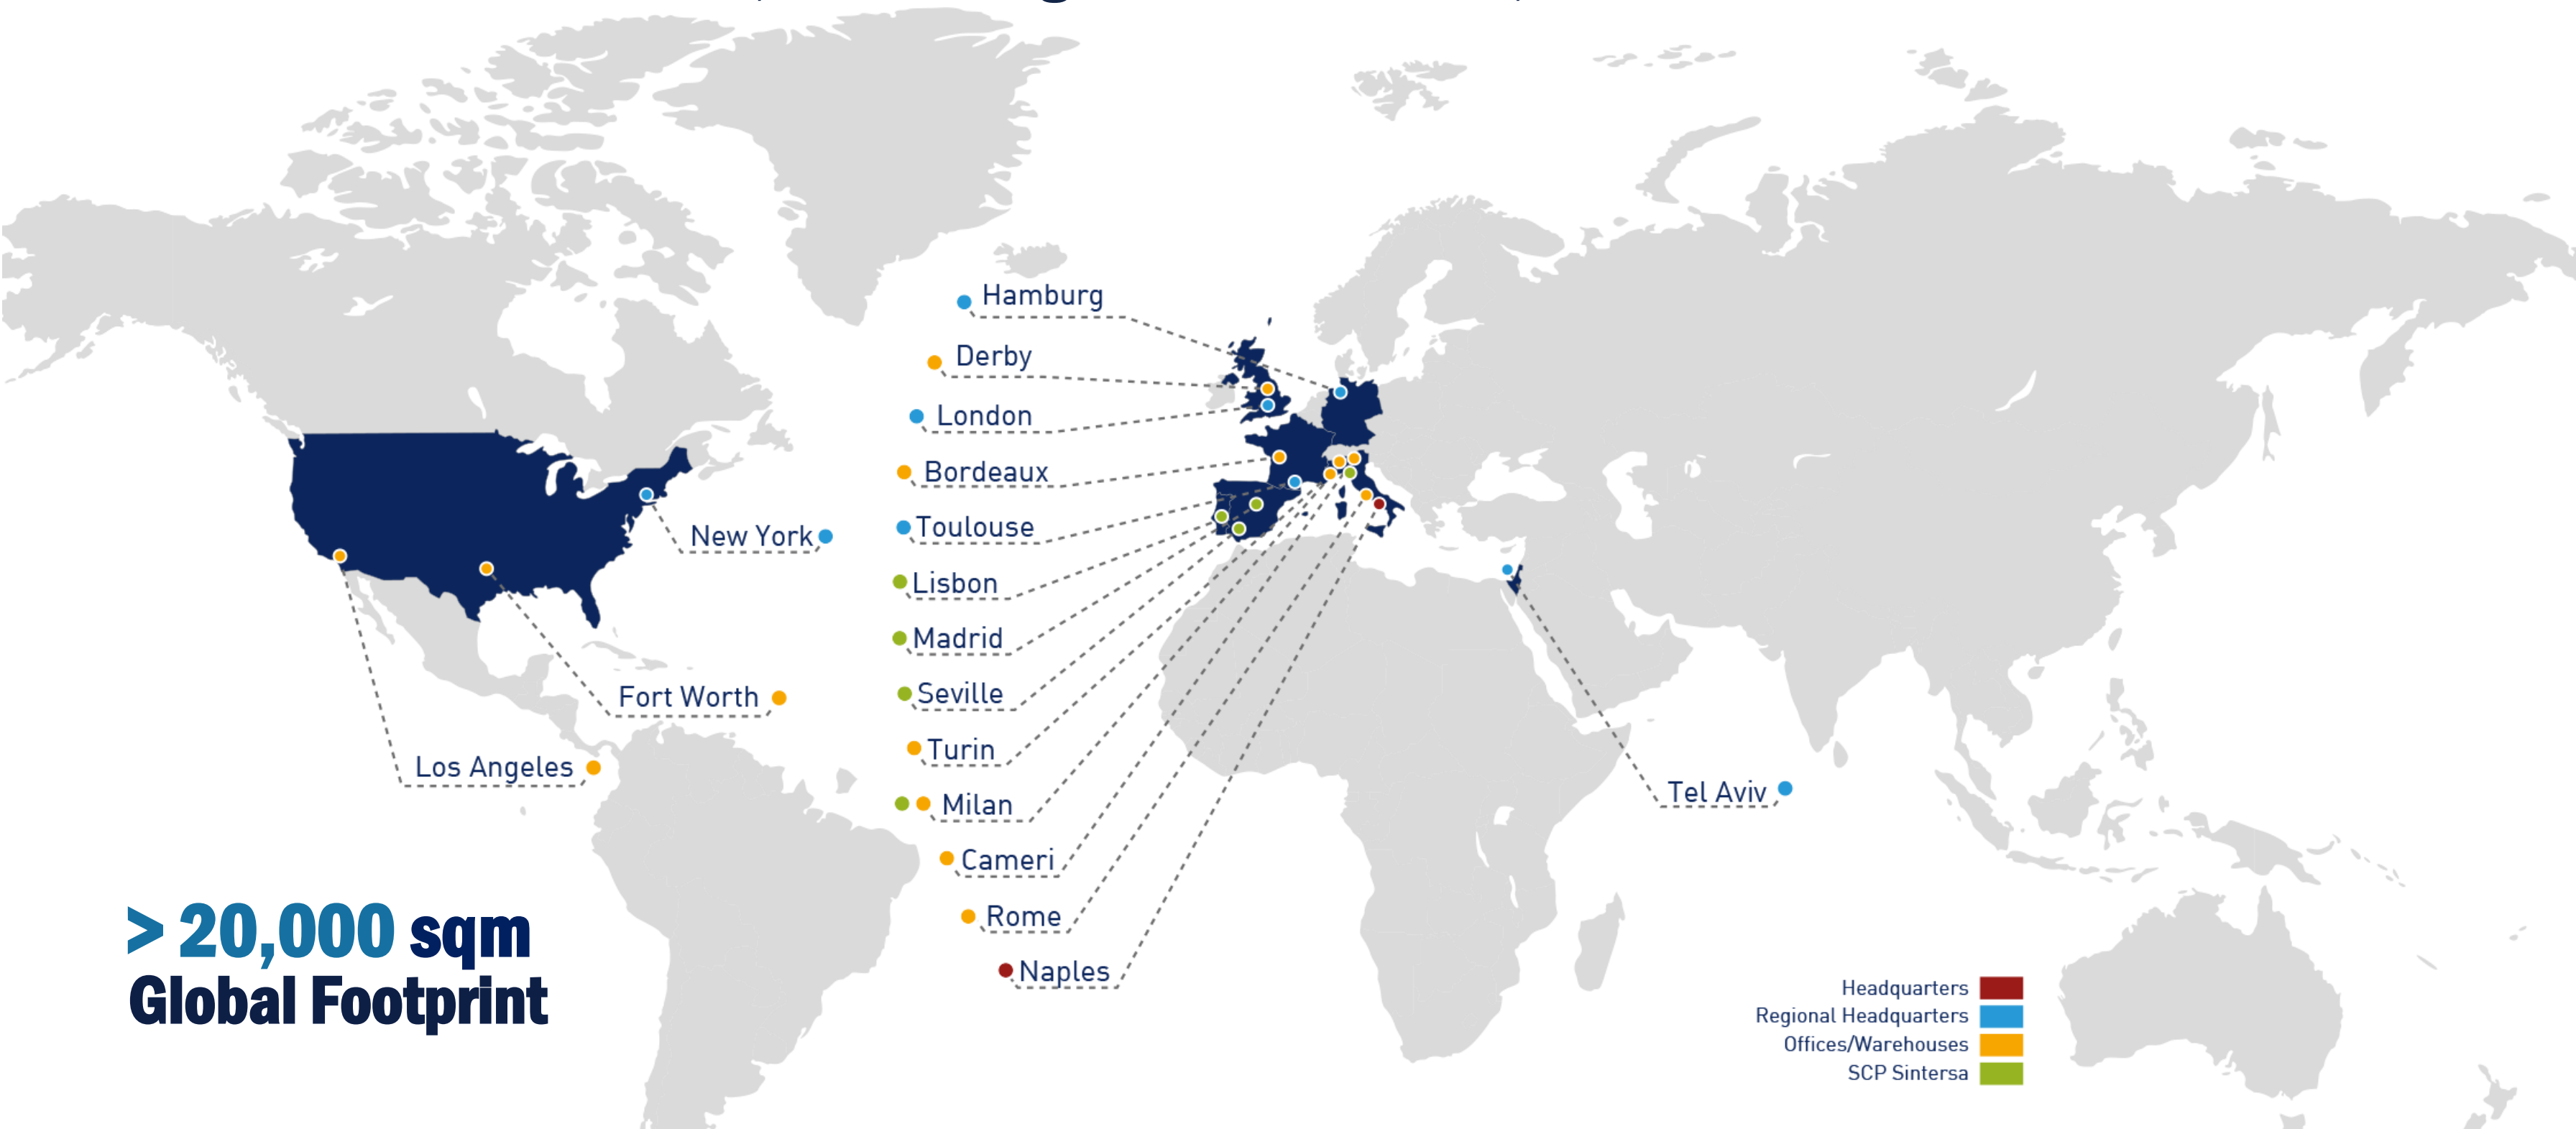 Hamburg
Derby
London
Bordeaux
Toulouse
Lisbon
Madrid
Seville
Turin
Milan
Cameri
Rome
Naples
New York
Fort Worth
Los Angeles
Tel Aviv
> 20,000 sqm
Global Footprint
Headquarters
Regional Headquarters
Offices/Warehouses
SCP Sintersa